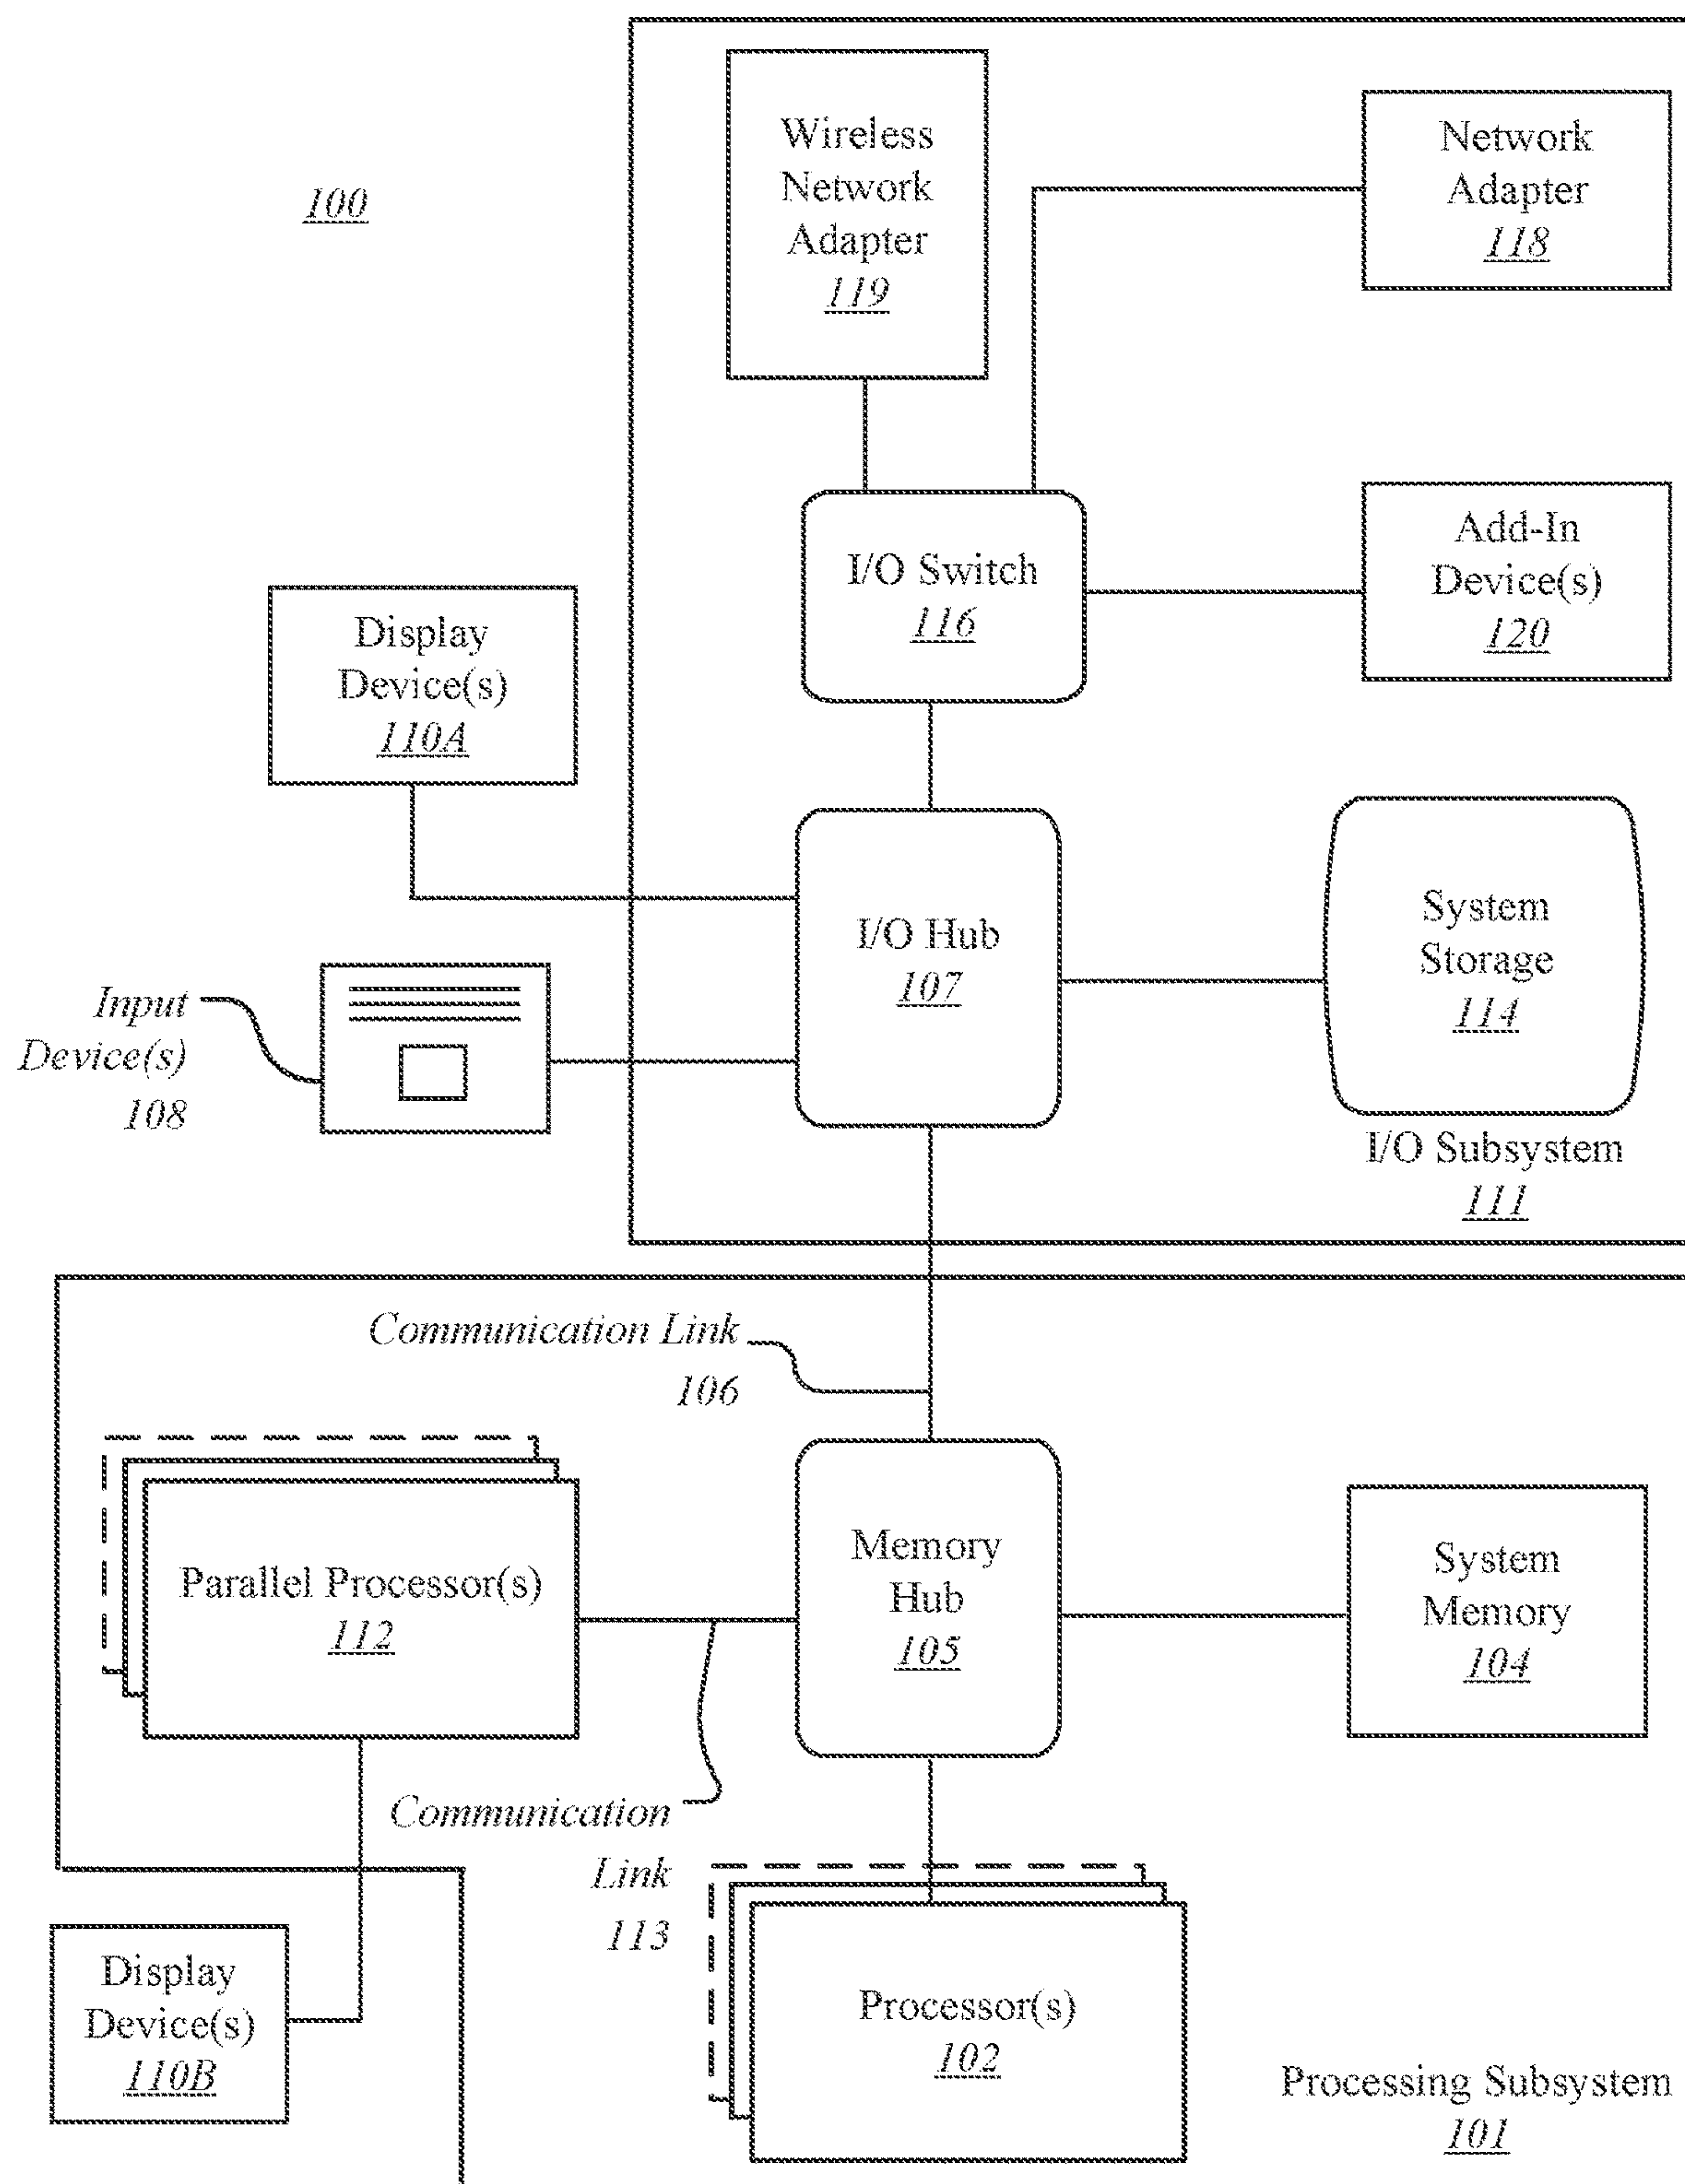 Wireless
Network
Adapter
119
Network
Adapter
118
100
I/O Switch
116
Add-In
Device(s)
120
Display
Device(s)
110A
I/O Hub
107
System
Storage
114
Input
Device(s)
108
I/O Subsystem
111
Communication Link
106
Parallel Processor(s)
112
Memory
Hub
105
System
Memory
104
Communication
Link
113
Display
Device(s)
110B
Processor(s)
102
Processing Subsystem
101